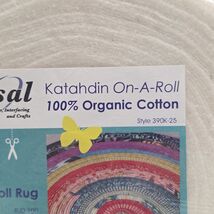 sal
Katahdin On-A-Roll
/Interfacing
100% Organic Cotton
and Crafts
Style 390K-25
oll Rug